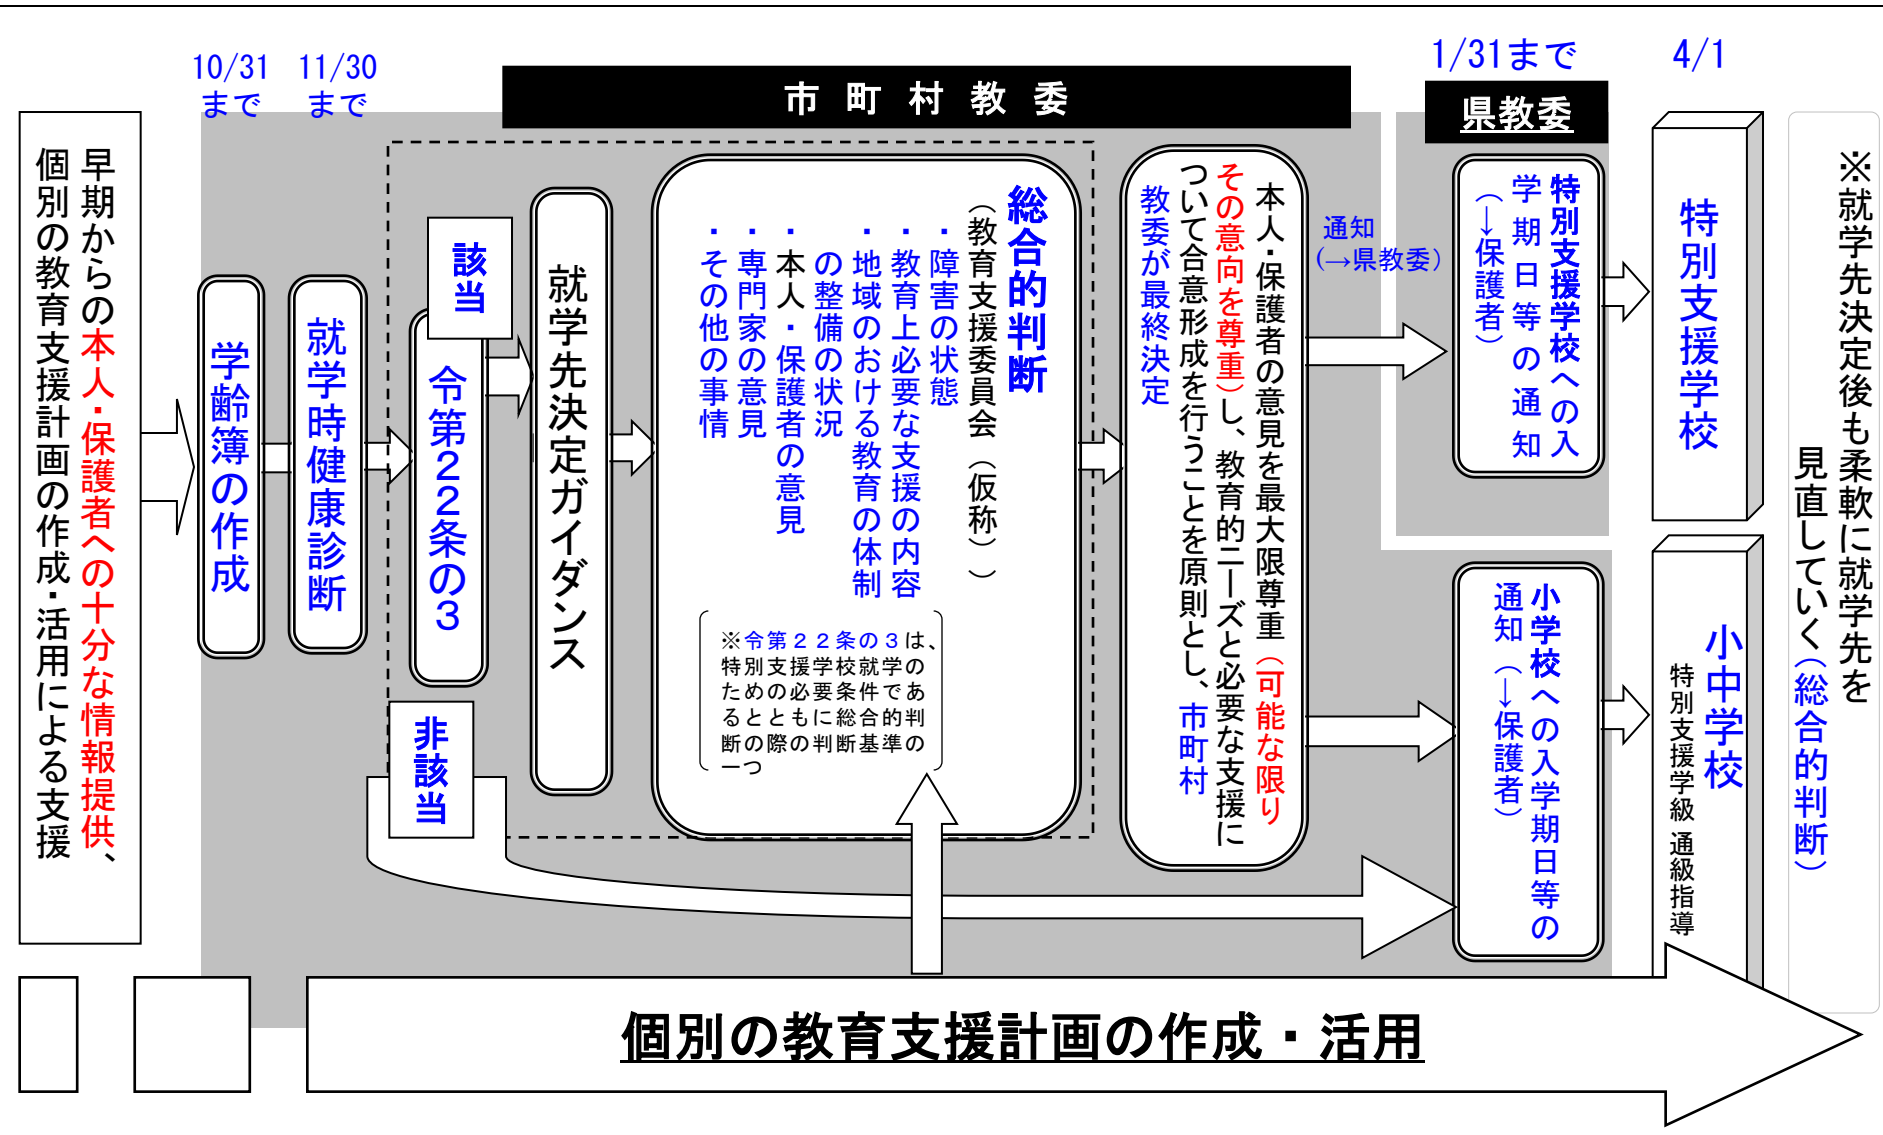 10/31
まで
11/30
まで
市町村教委
1/31まで
県教委
4/1
早期からの本人・保護者への十分な情報提供、
個別の教育支援計画の作成・活用による支援
学齢簿の作成
就学時健康診断
該当
令第２２条の３
非該当
就学先決定ガイダンス
総合的判断
（教育支援委員会（仮称））
・障害の状態
・教育上必要な支援の内容
・地域のおける教育の体制
の整備の状況
・本人・保護者の意見
・専門家の意見
・その他の事情
※令第２２条の３は、
特別支援学校就学の
ための必要条件であ
るとともに総合的判
断の際の判断基準の
一つ
本人・保護者の意見を最大限尊重（可能な限り
その意向を尊重）し、教育的ニーズと必要な支援に
ついて合意形成を行うことを原則とし、市町村
教委が最終決定
通知
(→県教委）
特別支援学校への入
学期日等の通知
（→保護者）
小学校への入学期日等の
通知（→保護者）
特別支援学校
小中学校
特別支援学級 通級指導
※就学先決定後も柔軟に就学先を
見直していく（総合的判断）
個別の教育支援計画の作成・活用